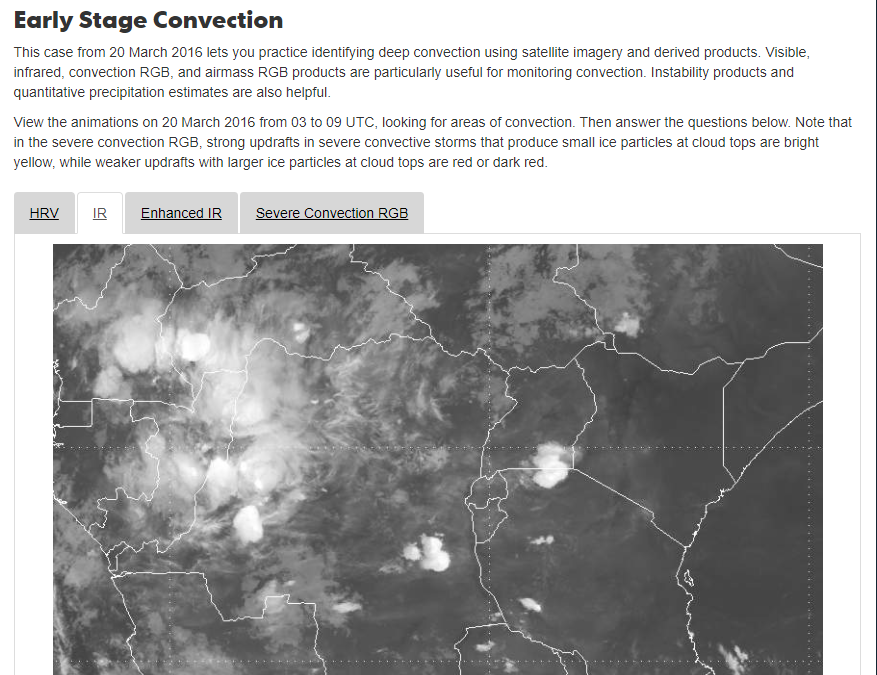 Early Stage Convection
This case from 20 March 2016 lets you practice identifying deep convection using satellite imagery and derived products. Visible,
infrared, convection RGB, and airmass RGB products are particularly useful for monitoring convection. Instability products and
quantitative precipitation estimates are also helpful.
View the animations on 20 March 2016 from 03 to 09 UTC, looking for areas of convection. Then answer the questions below. Note that
in the severe convection RGB, strong updrafts in severe convective storms that produce small ice particles at cloud tops are bright
yellow, while weaker updrafts with larger ice particles at cloud tops are red or dark red.
HRV IR Enhanced IR Severe Convection RGB